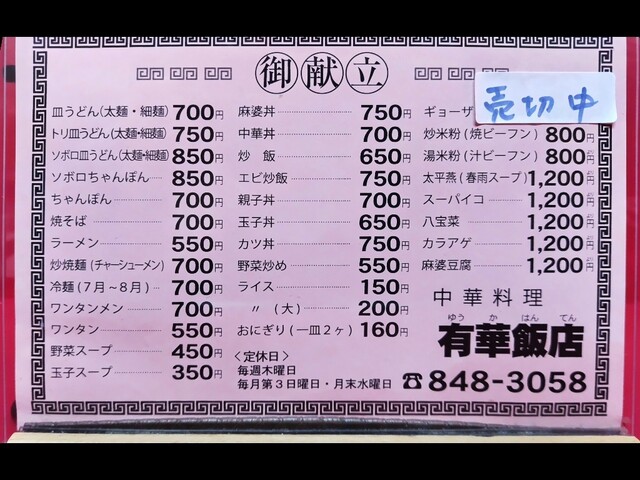 御献立
皿うどん(太麺・細麺) 700円
トリ皿うどん(太麺・細麺) 750円
ソボロ皿うどん(太麺・細麺) 850円
ソボロちゃんぽん 850円
ちゃんぽん 700円
焼そば 700円
ラーメン 550円
炒焼麺(チャーシューメン) 700円
冷麺(7月〜8月) 700円
ワンタンメン 700円
ワンタン 550円
野菜スープ 450円
玉子スープ 350円
麻婆丼 750円
中華丼 700円
炒飯 650円
エビ炒飯 750円
親子丼 700円
玉子丼 650円
カツ丼 750円
野菜炒め 550円
ライス 150円
〃 (大) 200円
おにぎり(一皿2ヶ) 160円
<定休日>
毎週木曜日
毎月第3日曜日・月末水曜日
ギョーザ 売切中
炒米粉(焼ビーフン) 800円
湯米粉(汁ビーフン) 800円
太平燕(春雨スープ) 1,200円
スーパイコ 1,200円
八宝菜 1,200円
カラアゲ 1,200円
麻婆豆腐 1,200円
中華料理
ゆうかはんてん
有華飯店
☎848-3058